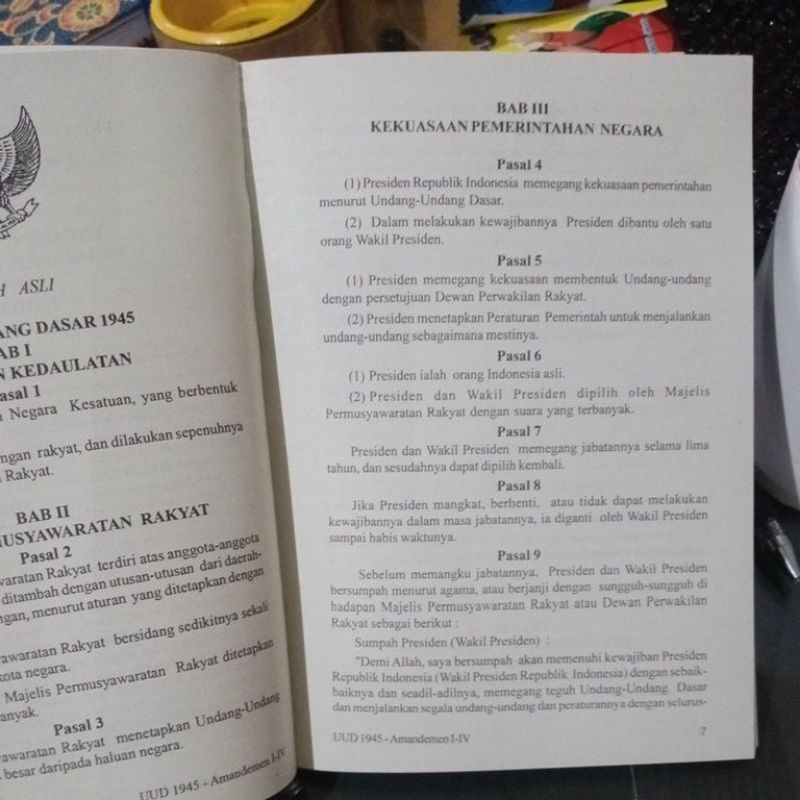 ASLI
ANG DASAR 1945
AB I
N KEDAULATAN
asal 1
Negara Kesatuan, yang berbentuk
ngan rakyat, dan dilakukan sepenuhnya
Rakyat.
BAB II
MUSYAWARATAN RAKYAT
Pasal 2
waratan Rakyat terdiri atas anggota-anggota
ditambah dengan utusan-utusan dari daerah-
ngan, menurut aturan yang ditetapkan dengan
yawaratan Rakyat bersidang sedikitnya sekali
kota negara.
Majelis Permusyawaratan Rakyat ditetapkan
anyak.
Pasal 3
yawaratan Rakyat menetapkan Undang-Undang
besar daripada haluan negara.
UUD 1945 - Amandemen I-IV
BAB III
KEKUASAAN PEMERINTAHAN NEGARA
Pasal 4
(1) Presiden Republik Indonesia memegang kekuasaan pemerintahan
menurut Undang-Undang Dasar.
(2) Dalam melakukan kewajibannya Presiden dibantu oleh satu
orang Wakil Presiden.
Pasal 5
(1) Presiden memegang kekuasaan membentuk Undang-undang
dengan persetujuan Dewan Perwakilan Rakyat.
(2) Presiden menetapkan Peraturan Pemerintah untuk menjalankan
undang-undang sebagaimana mestinya.
Pasal 6
(1) Presiden ialah orang Indonesia asli.
(2) Presiden dan Wakil Presiden dipilih oleh Majelis
Permusyawaratan Rakyat dengan suara yang terbanyak.
Pasal 7
Presiden dan Wakil Presiden memegang jabatannya selama lima
tahun, dan sesudahnya dapat dipilih kembali.
Pasal 8
Jika Presiden mangkat, berhenti, atau tidak dapat melakukan
kewajibannya dalam masa jabatannya, ia diganti oleh Wakil Presiden
sampai habis waktunya.
Pasal 9
Sebelum memangku jabatannya, Presiden dan Wakil Presiden
bersumpah menurut agama, atau berjanji dengan sungguh-sungguh di
hadapan Majelis Permusyawaratan Rakyat atau Dewan Perwakilan
Rakyat sebagai berikut :
Sumpah Presiden (Wakil Presiden) :
"Demi Allah, saya bersumpah akan memenuhi kewajiban Presiden
Republik Indonesia (Wakil Presiden Republik Indonesia) dengan sebaik-
baiknya dan seadil-adilnya, memegang teguh Undang-Undang Dasar
dan menjalankan segala undang-undang dan peraturannya dengan selurus-
UUD 1945 - Amandemen I-IV
7